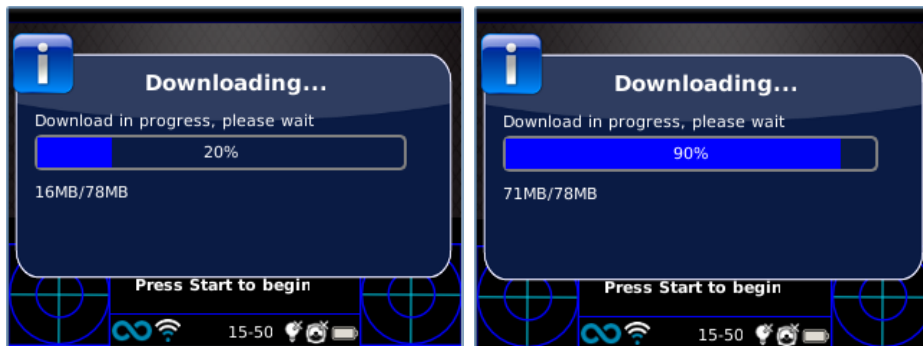 Downloading...
Download in progress, please wait
20%
16MB/78MB
Press Start to begin
15-50
Downloading...
Download in progress, please wait
90%
71MB/78MB
Press Start to begin
15-50